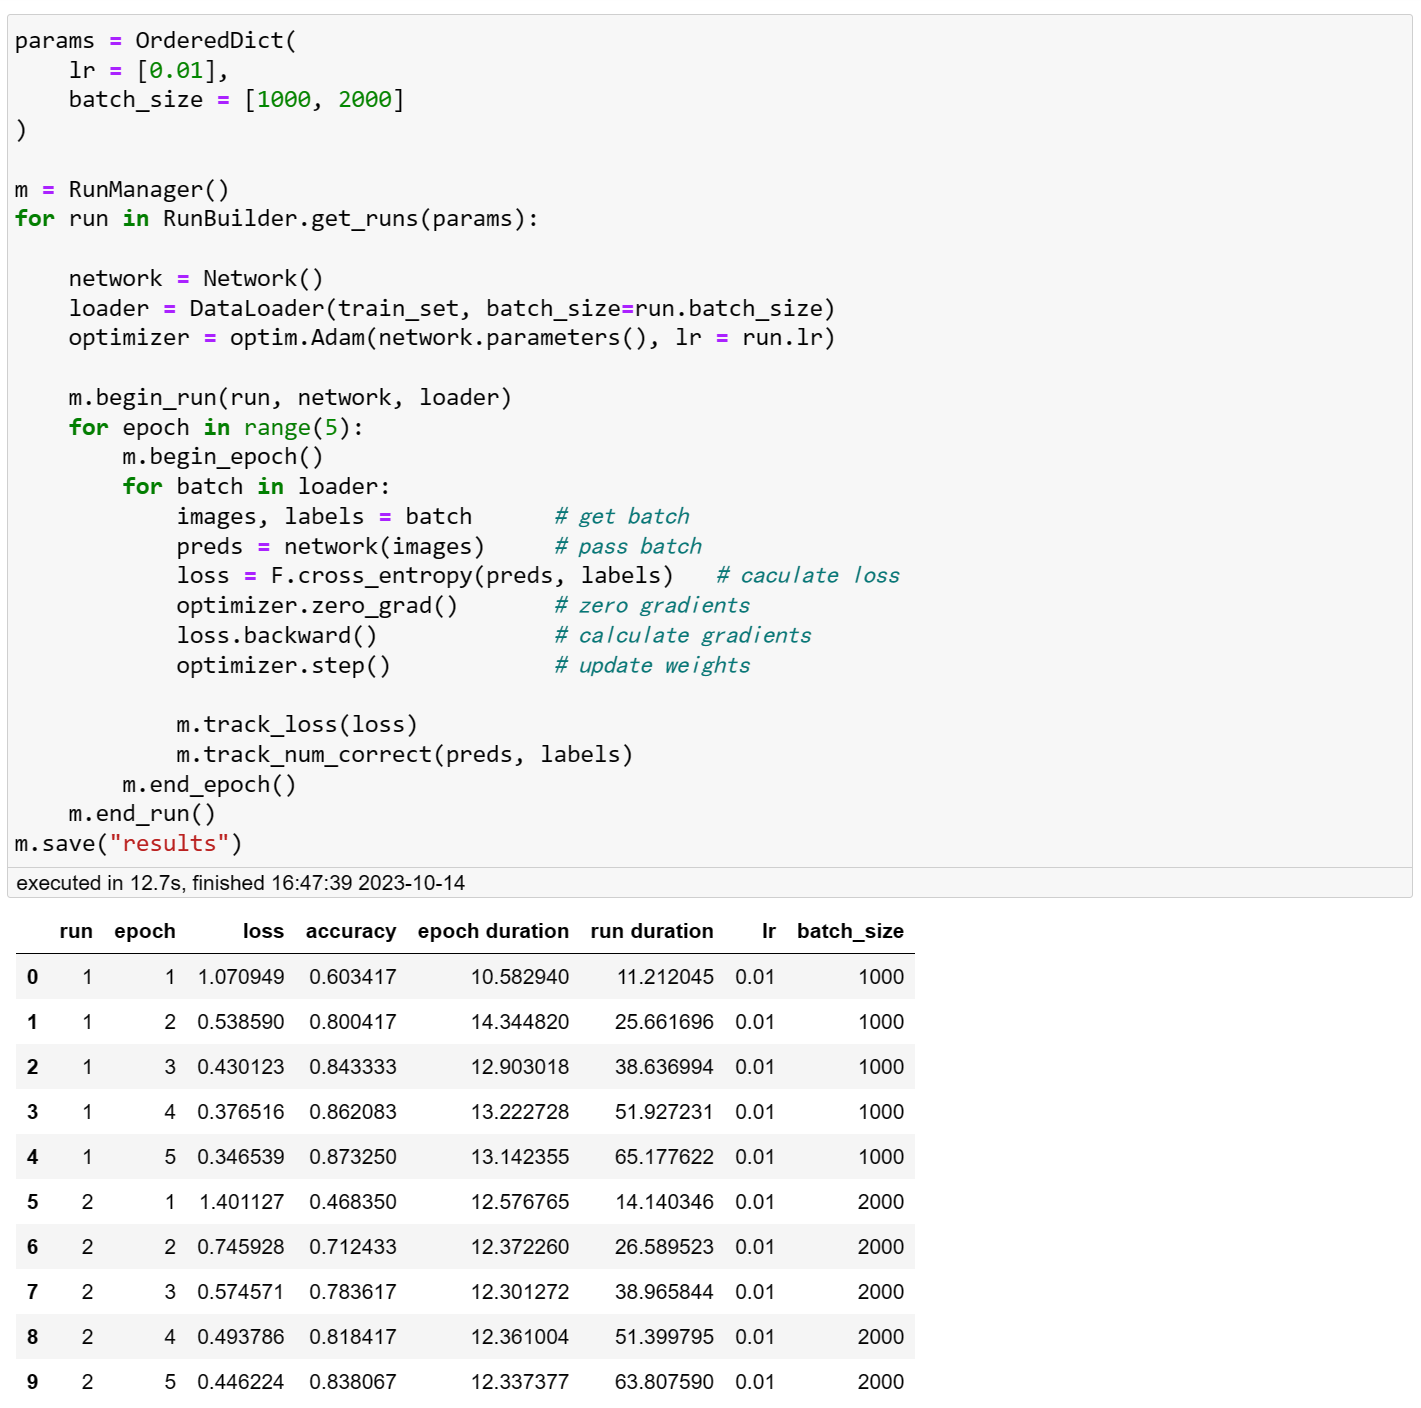 params = OrderedDict(
    lr = [0.01],
    batch_size = [1000, 2000]
)

m = RunManager()
for run in RunBuilder.get_runs(params):

    network = Network()
    loader = DataLoader(train_set, batch_size=run.batch_size)
    optimizer = optim.Adam(network.parameters(), lr = run.lr)

    m.begin_run(run, network, loader)
    for epoch in range(5):
        m.begin_epoch()
        for batch in loader:
            images, labels = batch      # get batch
            preds = network(images)     # pass batch
            loss = F.cross_entropy(preds, labels)   # caculate loss
            optimizer.zero_grad()       # zero gradients
            loss.backward()             # calculate gradients
            optimizer.step()            # update weights

            m.track_loss(loss)
            m.track_num_correct(preds, labels)
        m.end_epoch()
    m.end_run()
m.save("results")
executed in 12.7s, finished 16:47:39 2023-10-14
run epoch loss accuracy epoch duration run duration lr batch_size
0 1 1 1.070949 0.603417 10.582940 11.212045 0.01 1000
1 1 2 0.538590 0.800417 14.344820 25.661696 0.01 1000
2 1 3 0.430123 0.843333 12.903018 38.636994 0.01 1000
3 1 4 0.376516 0.862083 13.222728 51.927231 0.01 1000
4 1 5 0.346539 0.873250 13.142355 65.177622 0.01 1000
5 2 1 1.401127 0.468350 12.576765 14.140346 0.01 2000
6 2 2 0.745928 0.712433 12.372260 26.589523 0.01 2000
7 2 3 0.574571 0.783617 12.301272 38.965844 0.01 2000
8 2 4 0.493786 0.818417 12.361004 51.399795 0.01 2000
9 2 5 0.446224 0.838067 12.337377 63.807590 0.01 2000